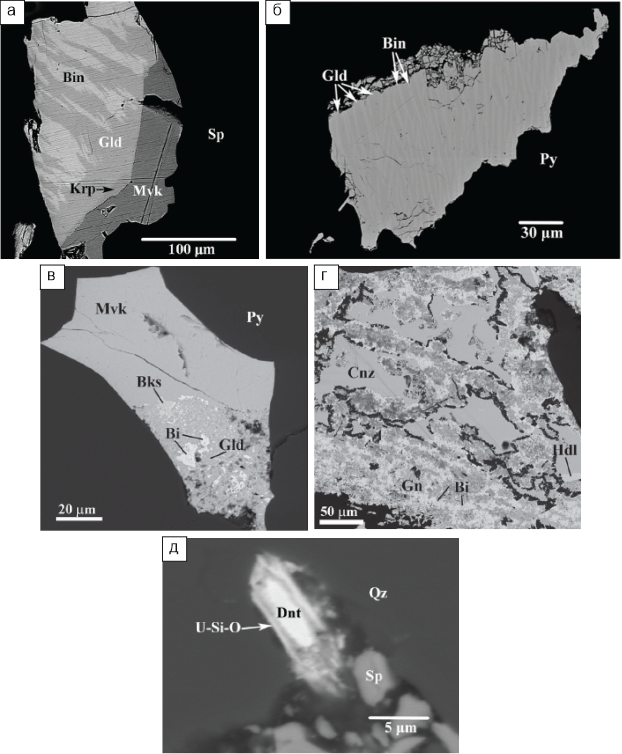 а
Bin
Gld
Sp
Krp
Mvk
100 µm
б
Bin
Gld
Py
30 µm
в
Mvk
Py
Bks
Bi
Gld
20 µm
г
Cnz
Hdl
Gn
Bi
50 µm
д
Qz
Dnt
U-Si-O
Sp
5 µm